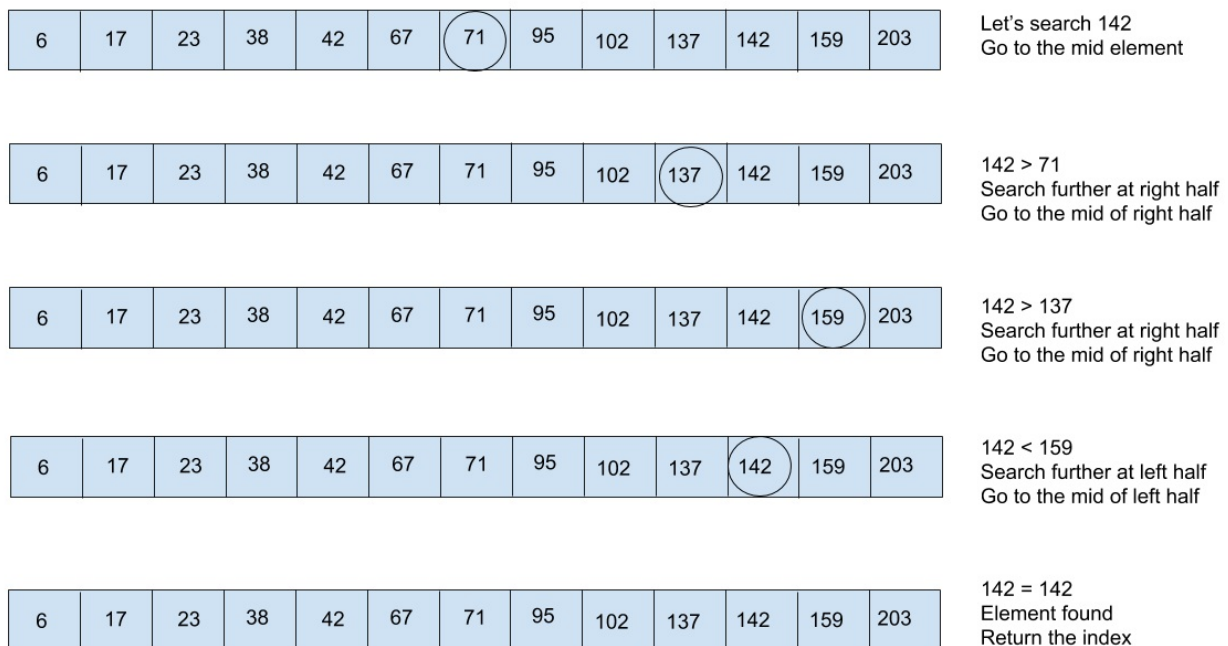 6 17 23 38 42 67 71 95 102 137 142 159 203
Let's search 142
Go to the mid element
6 17 23 38 42 67 71 95 102 137 142 159 203
142 > 71
Search further at right half
Go to the mid of right half
6 17 23 38 42 67 71 95 102 137 142 159 203
142 > 137
Search further at right half
Go to the mid of right half
6 17 23 38 42 67 71 95 102 137 142 159 203
142 < 159
Search further at left half
Go to the mid of left half
6 17 23 38 42 67 71 95 102 137 142 159 203
142 = 142
Element found
Return the index